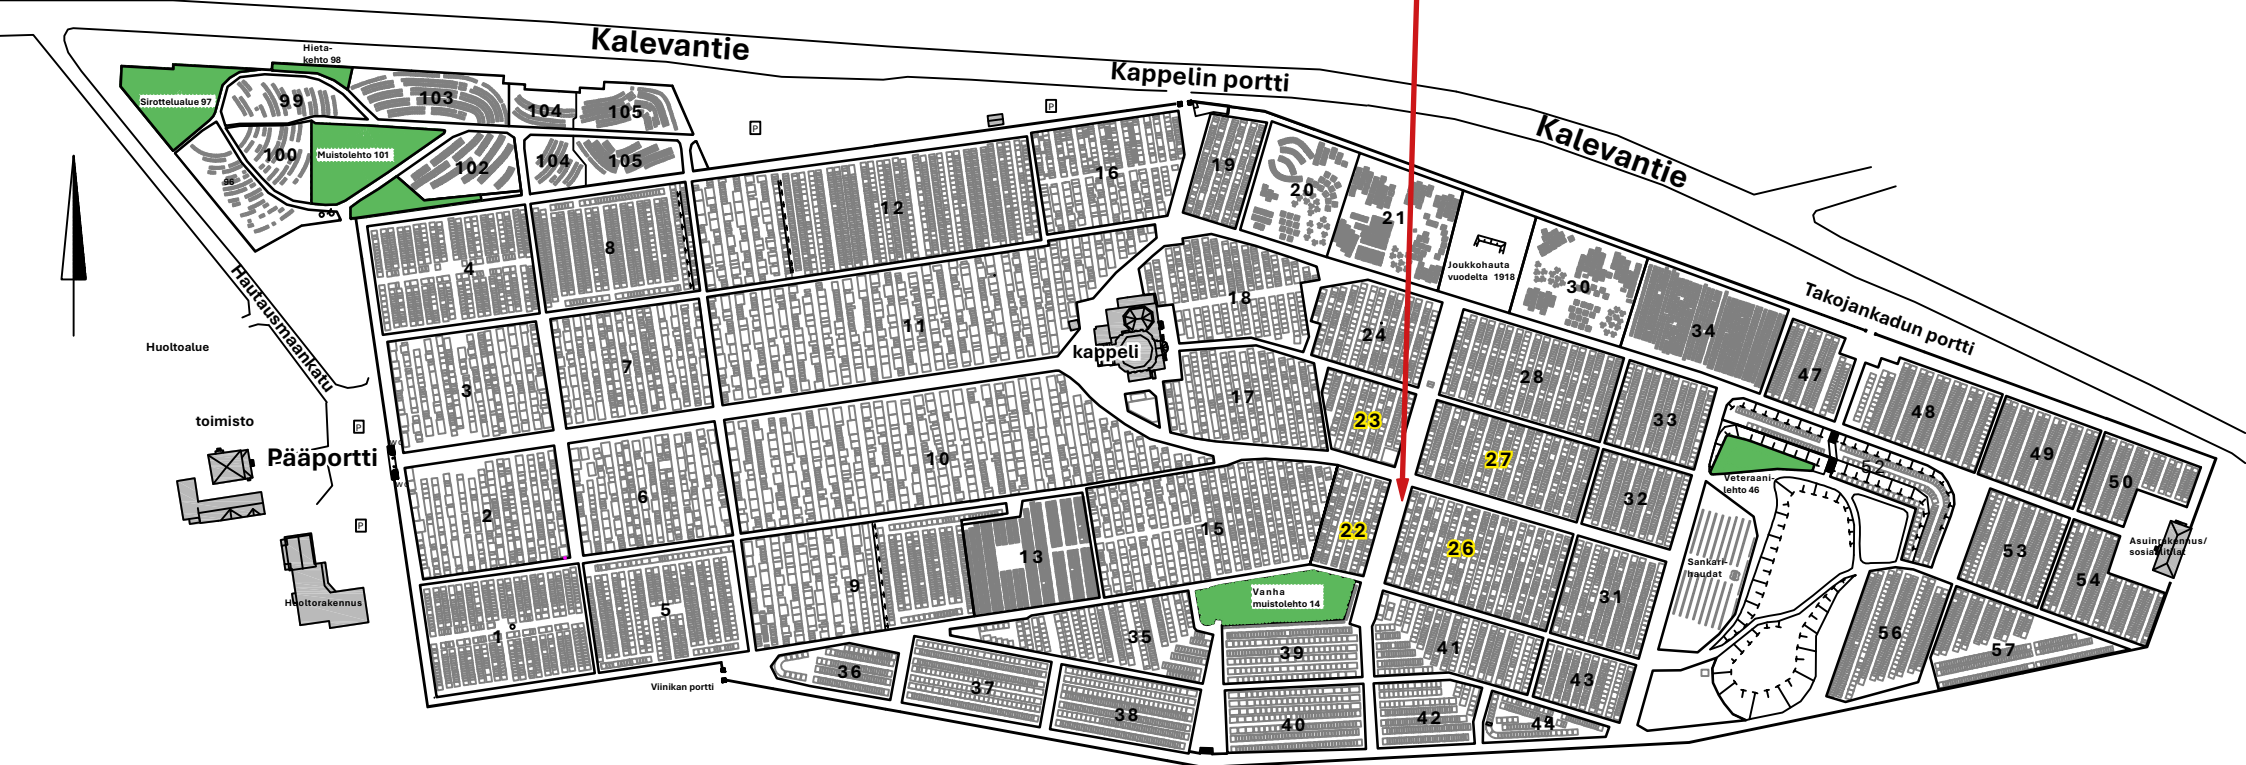 Kalevantie
Kappelin portti
Kalevantie
Takojankadun portti
Hautausmaankatu
Hieta-
kehto 98
Sirottelualue 97
99
103
104
105
100
Muistolehto 101
102
104
105
96
P
P
16
19
20
21
Joukkohauta
vuodelta 1918
30
34
47
48
49
50
4
8
12
11
18
24
28
33
Huoltoalue
3
7
kappeli
17
23
27
32
52
Veteraani-
lehto 46
toimisto
Pääportti
P
P
2
6
10
13
15
22
26
31
Sankari-
haudat
53
54
Asuinrakennus/
sosiaalitilat
Huoltorakennus
1
5
9
Vanha
muistolehto 14
35
39
41
43
56
57
Viinikan portti
36
37
38
40
42
44